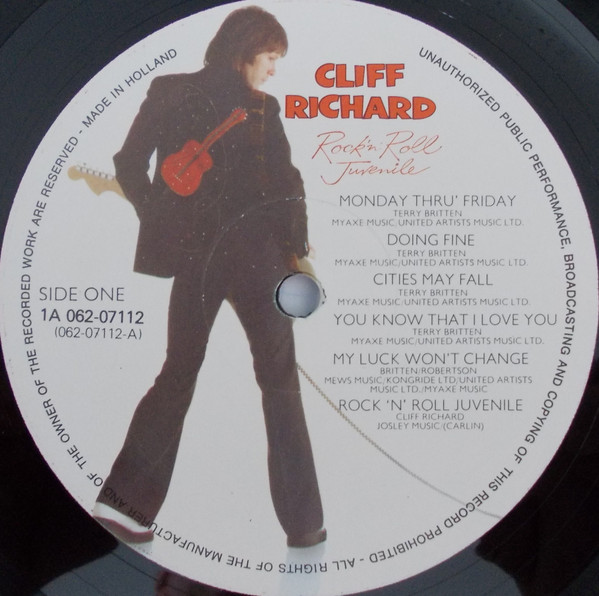 CLIFF
RICHARD
Rock 'n' Roll
Juvenile
MONDAY THRU' FRIDAY
TERRY BRITTEN
MYAXE MUSIC/UNITED ARTISTS MUSIC LTD.
DOING FINE
TERRY BRITTEN
MYAXE MUSIC/UNITED ARTISTS MUSIC LTD.
CITIES MAY FALL
TERRY BRITTEN
MYAXE MUSIC/UNITED ARTISTS MUSIC LTD.
YOU KNOW THAT I LOVE YOU
TERRY BRITTEN
MYAXE MUSIC/UNITED ARTISTS MUSIC LTD.
MY LUCK WON'T CHANGE
BRITTEN/ROBERTSON
MEWS MUSIC/KONGRIDE LTD/UNITED ARTISTS
MUSIC LTD./MYAXE MUSIC
ROCK 'N' ROLL JUVENILE
CLIFF RICHARD
JOSLEY MUSIC (CARLIN)
SIDE ONE
1A 062-07112
(062-07112-A)
UNAUTHORIZED PUBLIC PERFORMANCE, BROADCASTING AND COPYING OF THIS RECORD PROHIBITED - ALL RIGHTS OF THE MANUFACTURER AND OF THE OWNER OF THE RECORDED WORK ARE RESERVED - MADE IN HOLLAND